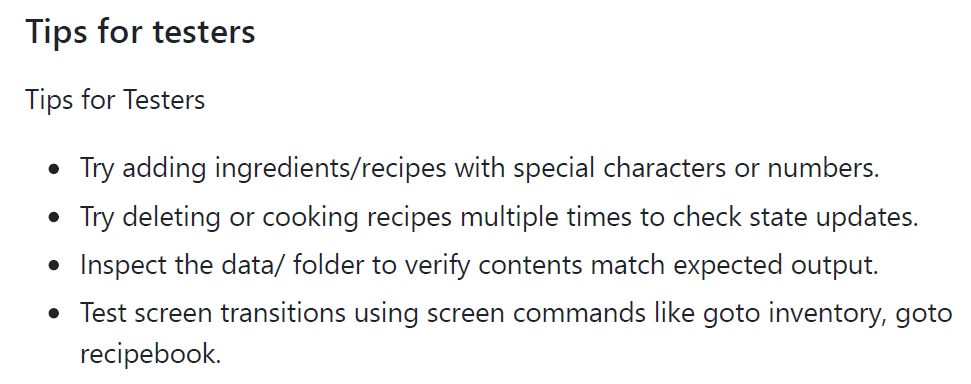 Tips for testers
Tips for Testers
Try adding ingredients/recipes with special characters or numbers.
Try deleting or cooking recipes multiple times to check state updates.
Inspect the data/ folder to verify contents match expected output.
Test screen transitions using screen commands like goto inventory, goto
recipebook.